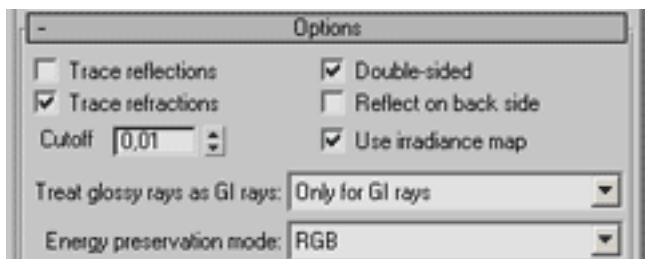 - Options
Trace reflections Double-sided
Trace refractions Reflect on back side
Cutoff 0,01 Use irradiance map
Treat glossy rays as GI rays: Only for GI rays
Energy preservation mode: RGB